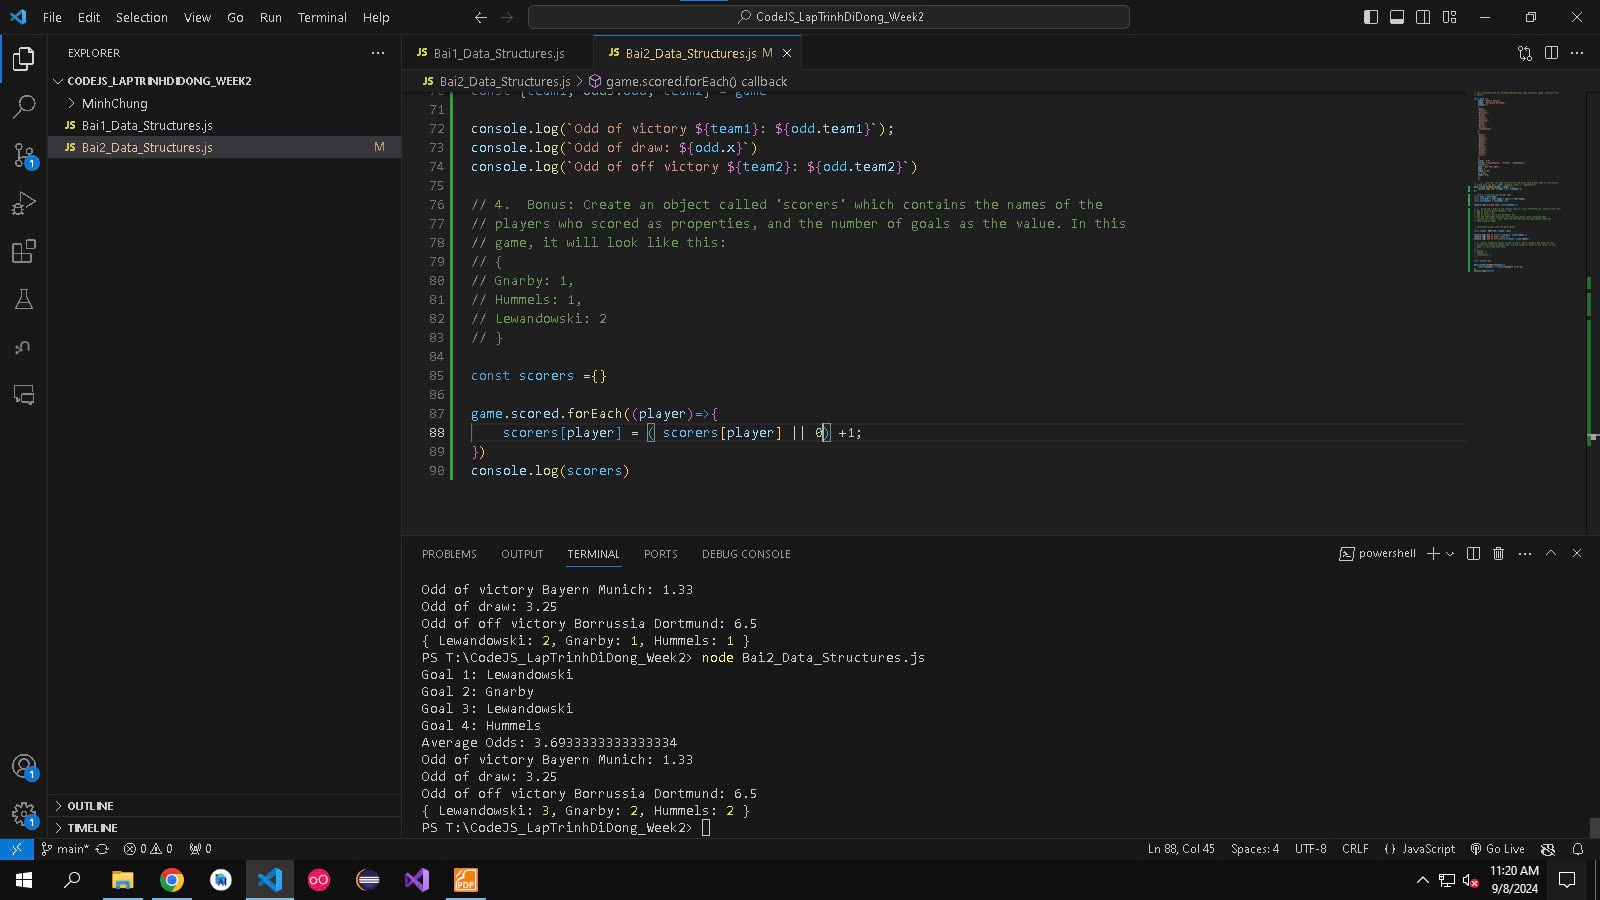 File Edit Selection View Go Run Terminal Help
CodeJS_LapTrinhDiDong_Week2
EXPLORER
CODEJS_LAPTRINHDIDONG_WEEK2
MinhChung
JS Bai1_Data_Structures.js
JS Bai2_Data_Structures.js M
OUTLINE
TIMELINE
JS Bai1_Data_Structures.js
JS Bai2_Data_Structures.js M
JS Bai2_Data_Structures.js > game.scored.forEach() callback
70 const {team1, odds:odd, team2} = game
71
72 console.log(`Odd of victory ${team1}: ${odd.team1}`);
73 console.log(`Odd of draw: ${odd.x}`)
74 console.log(`Odd of off victory ${team2}: ${odd.team2}`)
75
76 // 4. Bonus: Create an object called 'scorers' which contains the names of the
77 // players who scored as properties, and the number of goals as the value. In this
78 // game, it will look like this:
79 // {
80 // Gnarby: 1,
81 // Hummels: 1,
82 // Lewandowski: 2
83 // }
84
85 const scorers ={}
86
87 game.scored.forEach((player)=>{
88 scorers[player] = ( scorers[player] || 0) +1;
89 })
90 console.log(scorers)
PROBLEMS OUTPUT TERMINAL PORTS DEBUG CONSOLE
powershell
Odd of victory Bayern Munich: 1.33
Odd of draw: 3.25
Odd of off victory Borrussia Dortmund: 6.5
{ Lewandowski: 2, Gnarby: 1, Hummels: 1 }
PS T:\CodeJS_LapTrinhDiDong_Week2> node Bai2_Data_Structures.js
Goal 1: Lewandowski
Goal 2: Gnarby
Goal 3: Lewandowski
Goal 4: Hummels
Average Odds: 3.6933333333333334
Odd of victory Bayern Munich: 1.33
Odd of draw: 3.25
Odd of off victory Borrussia Dortmund: 6.5
{ Lewandowski: 3, Gnarby: 2, Hummels: 2 }
PS T:\CodeJS_LapTrinhDiDong_Week2>
1
1
1
main* 0 0 0
Ln 88, Col 45 Spaces: 4 UTF-8 CRLF {} JavaScript Go Live
PDF
11:20 AM
9/8/2024